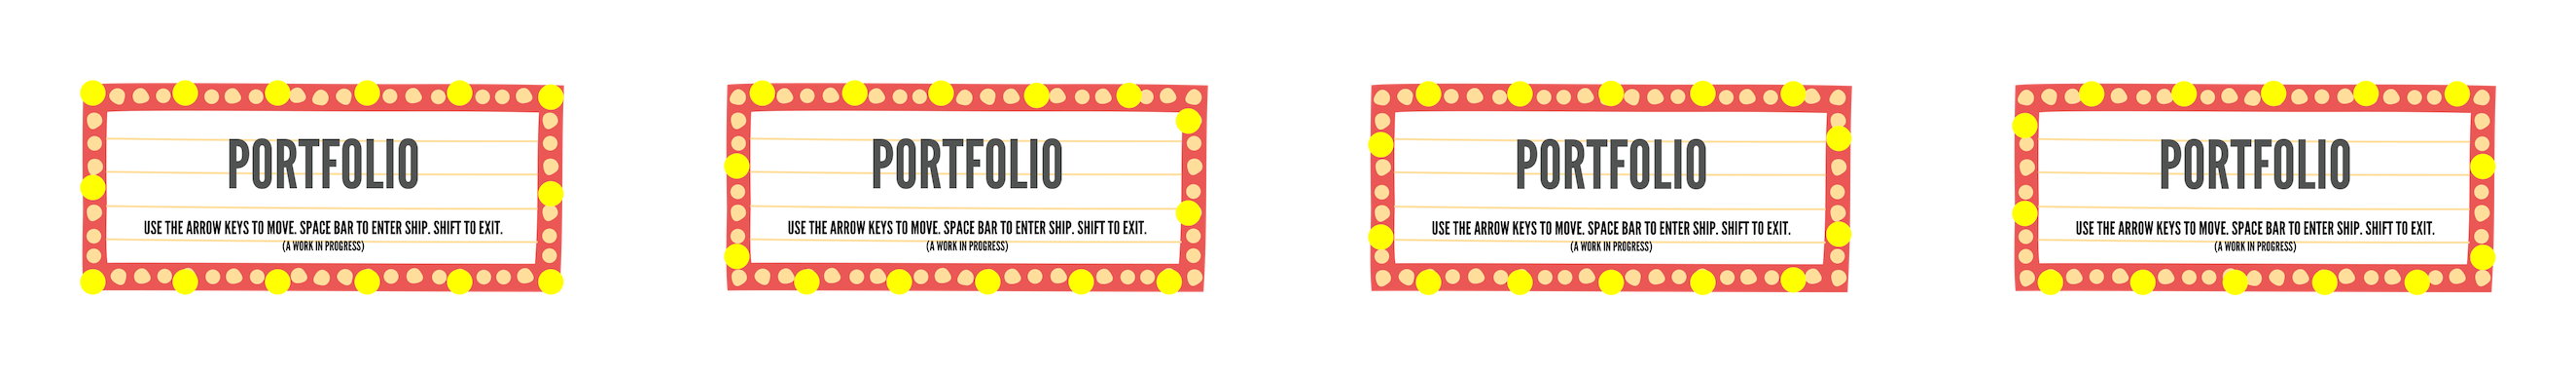 PORTFOLIO
USE THE ARROW KEYS TO MOVE. SPACE BAR TO ENTER SHIP. SHIFT TO EXIT.
(A WORK IN PROGRESS)
PORTFOLIO
USE THE ARROW KEYS TO MOVE. SPACE BAR TO ENTER SHIP. SHIFT TO EXIT.
(A WORK IN PROGRESS)
PORTFOLIO
USE THE ARROW KEYS TO MOVE. SPACE BAR TO ENTER SHIP. SHIFT TO EXIT.
(A WORK IN PROGRESS)
PORTFOLIO
USE THE ARROW KEYS TO MOVE. SPACE BAR TO ENTER SHIP. SHIFT TO EXIT.
(A WORK IN PROGRESS)